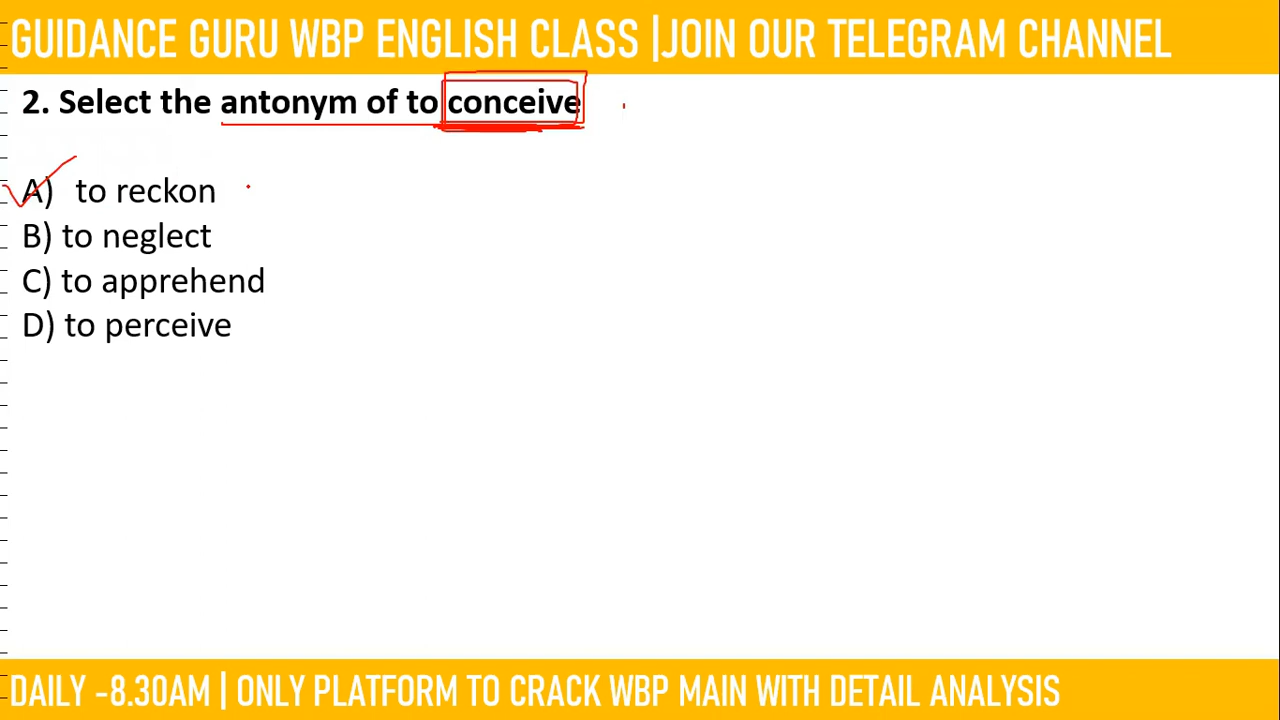 GUIDANCE GURU WBP ENGLISH CLASS |JOIN OUR TELEGRAM CHANNEL
2. Select the antonym of to conceive
A) to reckon
B) to neglect
C) to apprehend
D) to perceive
DAILY -8.30AM | ONLY PLATFORM TO CRACK WBP MAIN WITH DETAIL ANALYSIS